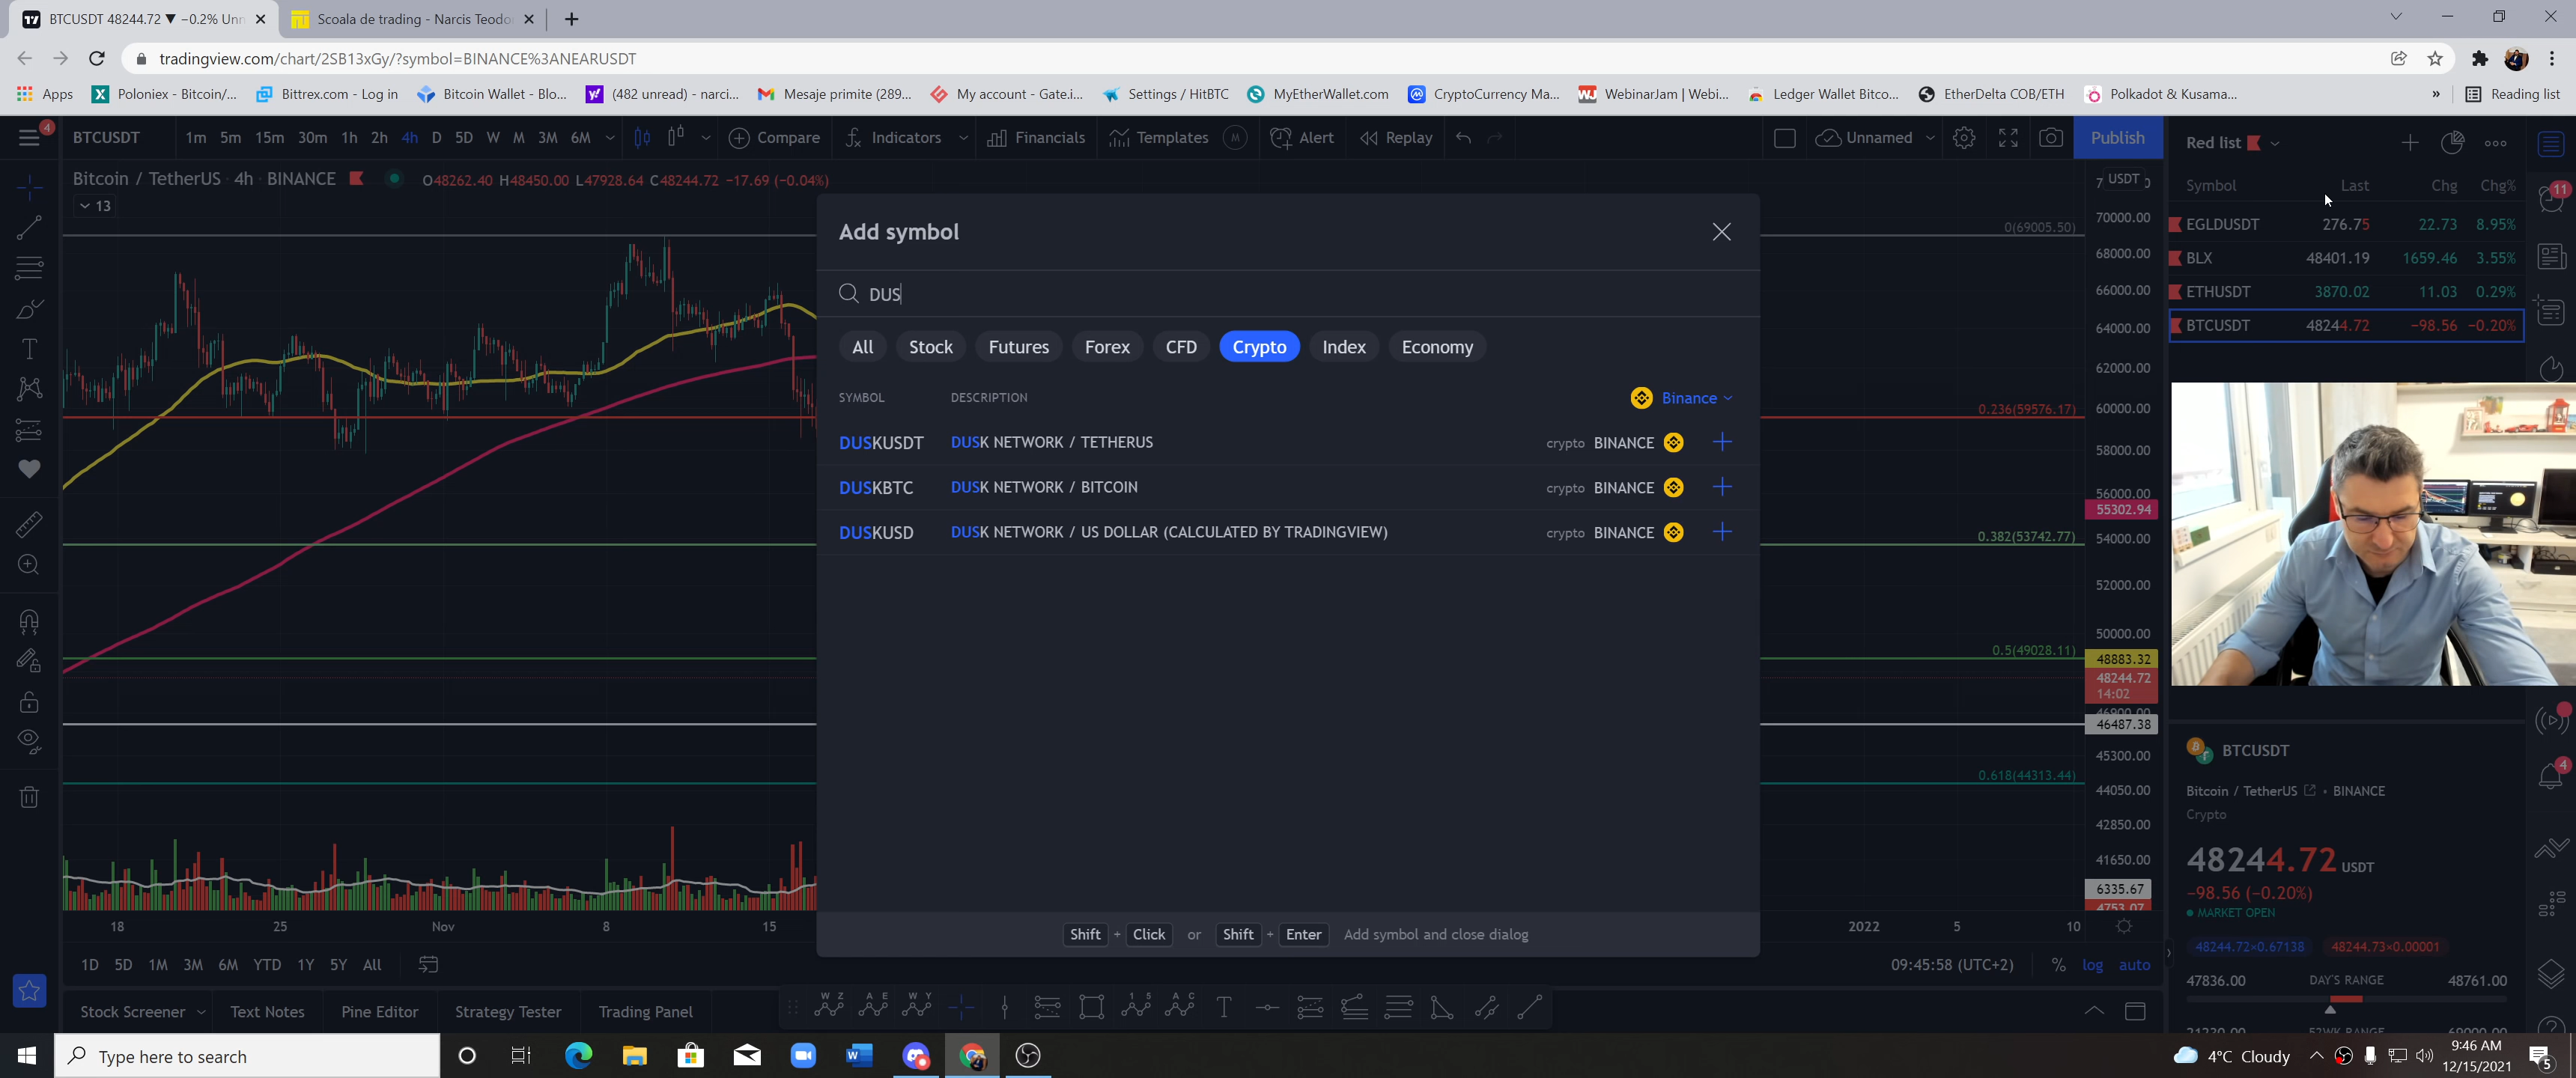 BTCUSDT 48244.72 ▼ −0.2% Unn
Scoala de trading - Narcis Teodo
tradingview.com/chart/2SB13xGy/?symbol=BINANCE%3ANEARUSDT
Apps
Poloniex - Bitcoin/...
Bittrex.com - Log in
Bitcoin Wallet - Blo...
(482 unread) - narci...
Mesaje primite (289...
My account - Gate.i...
Settings / HitBTC
MyEtherWallet.com
CryptoCurrency Ma...
WebinarJam | Webi...
Ledger Wallet Bitco...
EtherDelta COB/ETH
Polkadot & Kusama...
»
Reading list
4
BTCUSDT
1m 5m 15m 30m 1h 2h 4h D 5D W M 3M 6M
Compare
Indicators
Financials
Templates
M
Alert
Replay
Unnamed
Publish
Red list
Bitcoin / TetherUS · 4h · BINANCE
O48262.40 H48450.00 L47928.64 C48244.72 −17.69 (−0.04%)
13
USDT
Symbol Last Chg Chg%
11
EGLDUSDT 276.75 22.73 8.95%
BLX 48401.19 1659.46 3.55%
ETHUSDT 3870.02 11.03 0.29%
BTCUSDT 48244.72 −98.56 −0.20%
Add symbol
DUS
All Stock Futures Forex CFD Crypto Index Economy
SYMBOL DESCRIPTION Binance
DUSKUSDT DUSK NETWORK / TETHERUS crypto BINANCE
DUSKBTC DUSK NETWORK / BITCOIN crypto BINANCE
DUSKUSD DUSK NETWORK / US DOLLAR (CALCULATED BY TRADINGVIEW) crypto BINANCE
Shift + Click or Shift + Enter Add symbol and close dialog
0(69005.50)
0.236(59576.17)
0.382(53742.77)
0.5(49028.11)
0.618(44313.44)
70000.00
68000.00
66000.00
64000.00
62000.00
60000.00
58000.00
56000.00
55302.94
54000.00
52000.00
50000.00
48883.32
48244.72
14:02
46900.00
46487.38
45300.00
44050.00
42850.00
41650.00
6335.67
4753.07
18 25 Nov 8 15 2022 5 10
BTCUSDT
4
Bitcoin / TetherUS • BINANCE
Crypto
48244.72 USDT
−98.56 (−0.20%)
MARKET OPEN
48244.72×0.67138 48244.73×0.00001
47836.00 DAY'S RANGE 48761.00
52WK RANGE
1D 5D 1M 3M 6M YTD 1Y 5Y All
09:45:58 (UTC+2) % log auto
Stock Screener Text Notes Pine Editor Strategy Tester Trading Panel
W Z A E W Y 1 5 A C T
Type here to search
4°C Cloudy
9:46 AM
12/15/2021
5